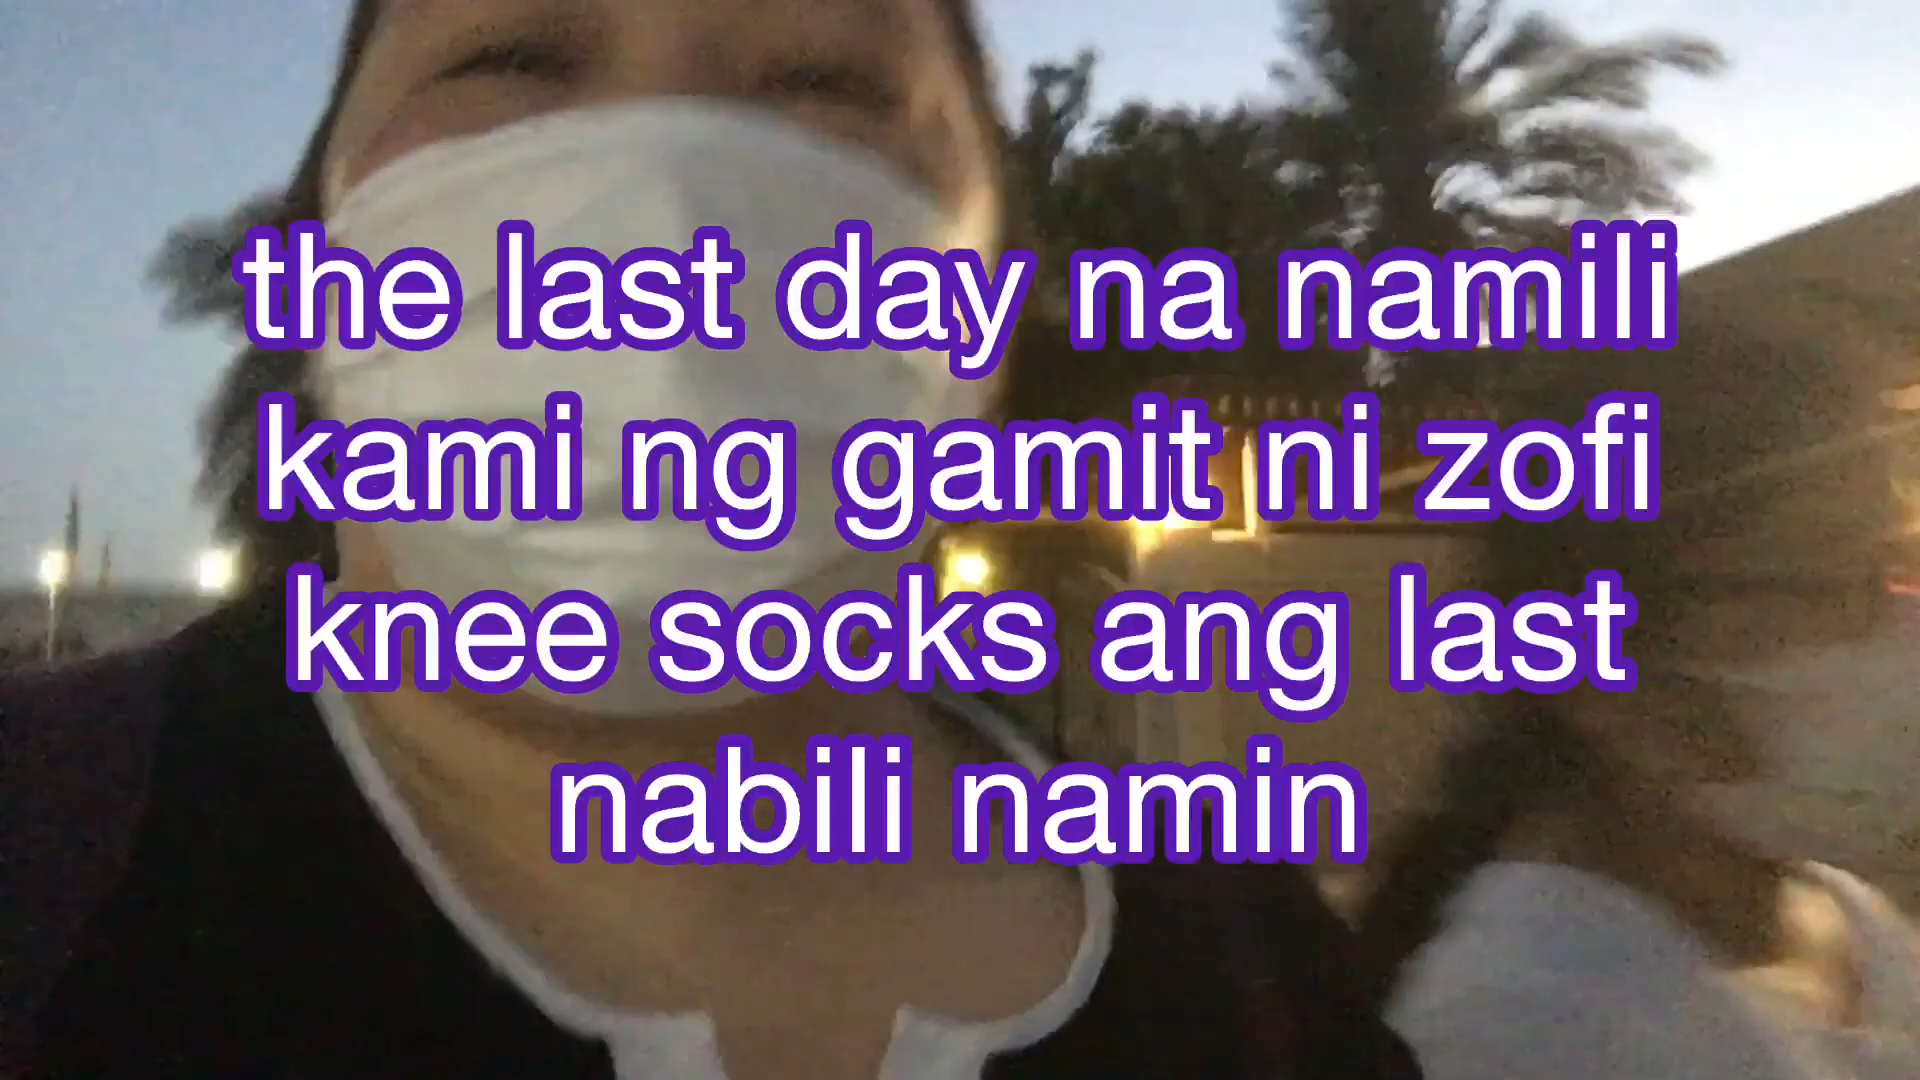 the last day na namili
kami ng gamit ni zofi
knee socks ang last
nabili namin